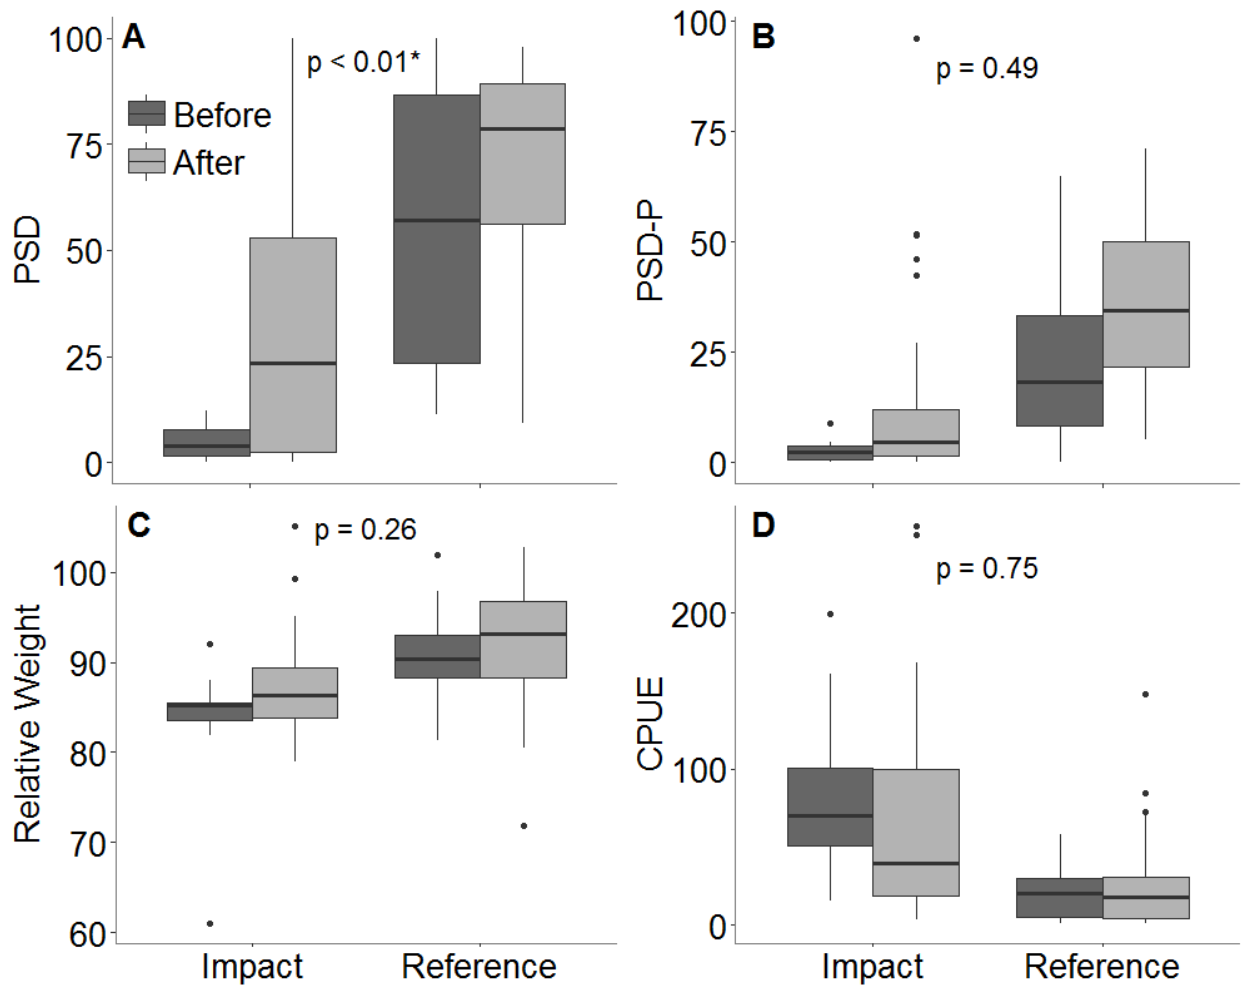 A
p < 0.01*
Before
After
PSD
100
75
50
25
0
B
p = 0.49
PSD-P
100
75
50
25
0
C
p = 0.26
Relative Weight
100
90
80
70
60
Impact
Reference
D
p = 0.75
CPUE
200
100
0
Impact
Reference